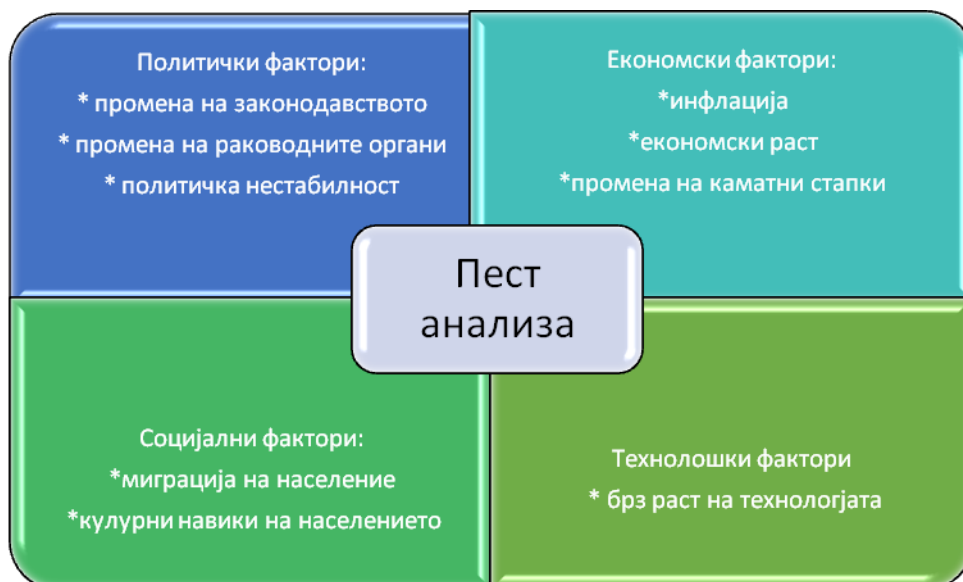 Политички фактори:
* промена на законодавството
* промена на раководните органи
* политичка нестабилност
Економски фактори:
*инфлација
*економски раст
*промена на каматни стапки
Пест
анализа
Социјални фактори:
*миграција на население
*кулурни навики на населението
Технолошки фактори
* брз раст на технологјата